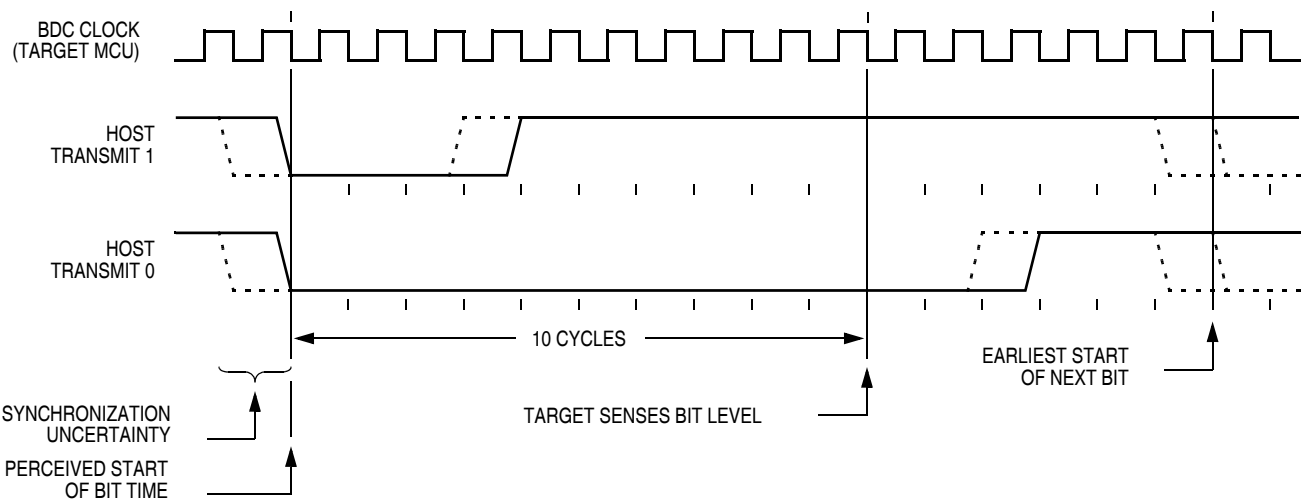 BDC CLOCK
(TARGET MCU)
HOST
TRANSMIT 1
HOST
TRANSMIT 0
10 CYCLES
EARLIEST START
OF NEXT BIT
SYNCHRONIZATION
UNCERTAINTY
TARGET SENSES BIT LEVEL
PERCEIVED START
OF BIT TIME